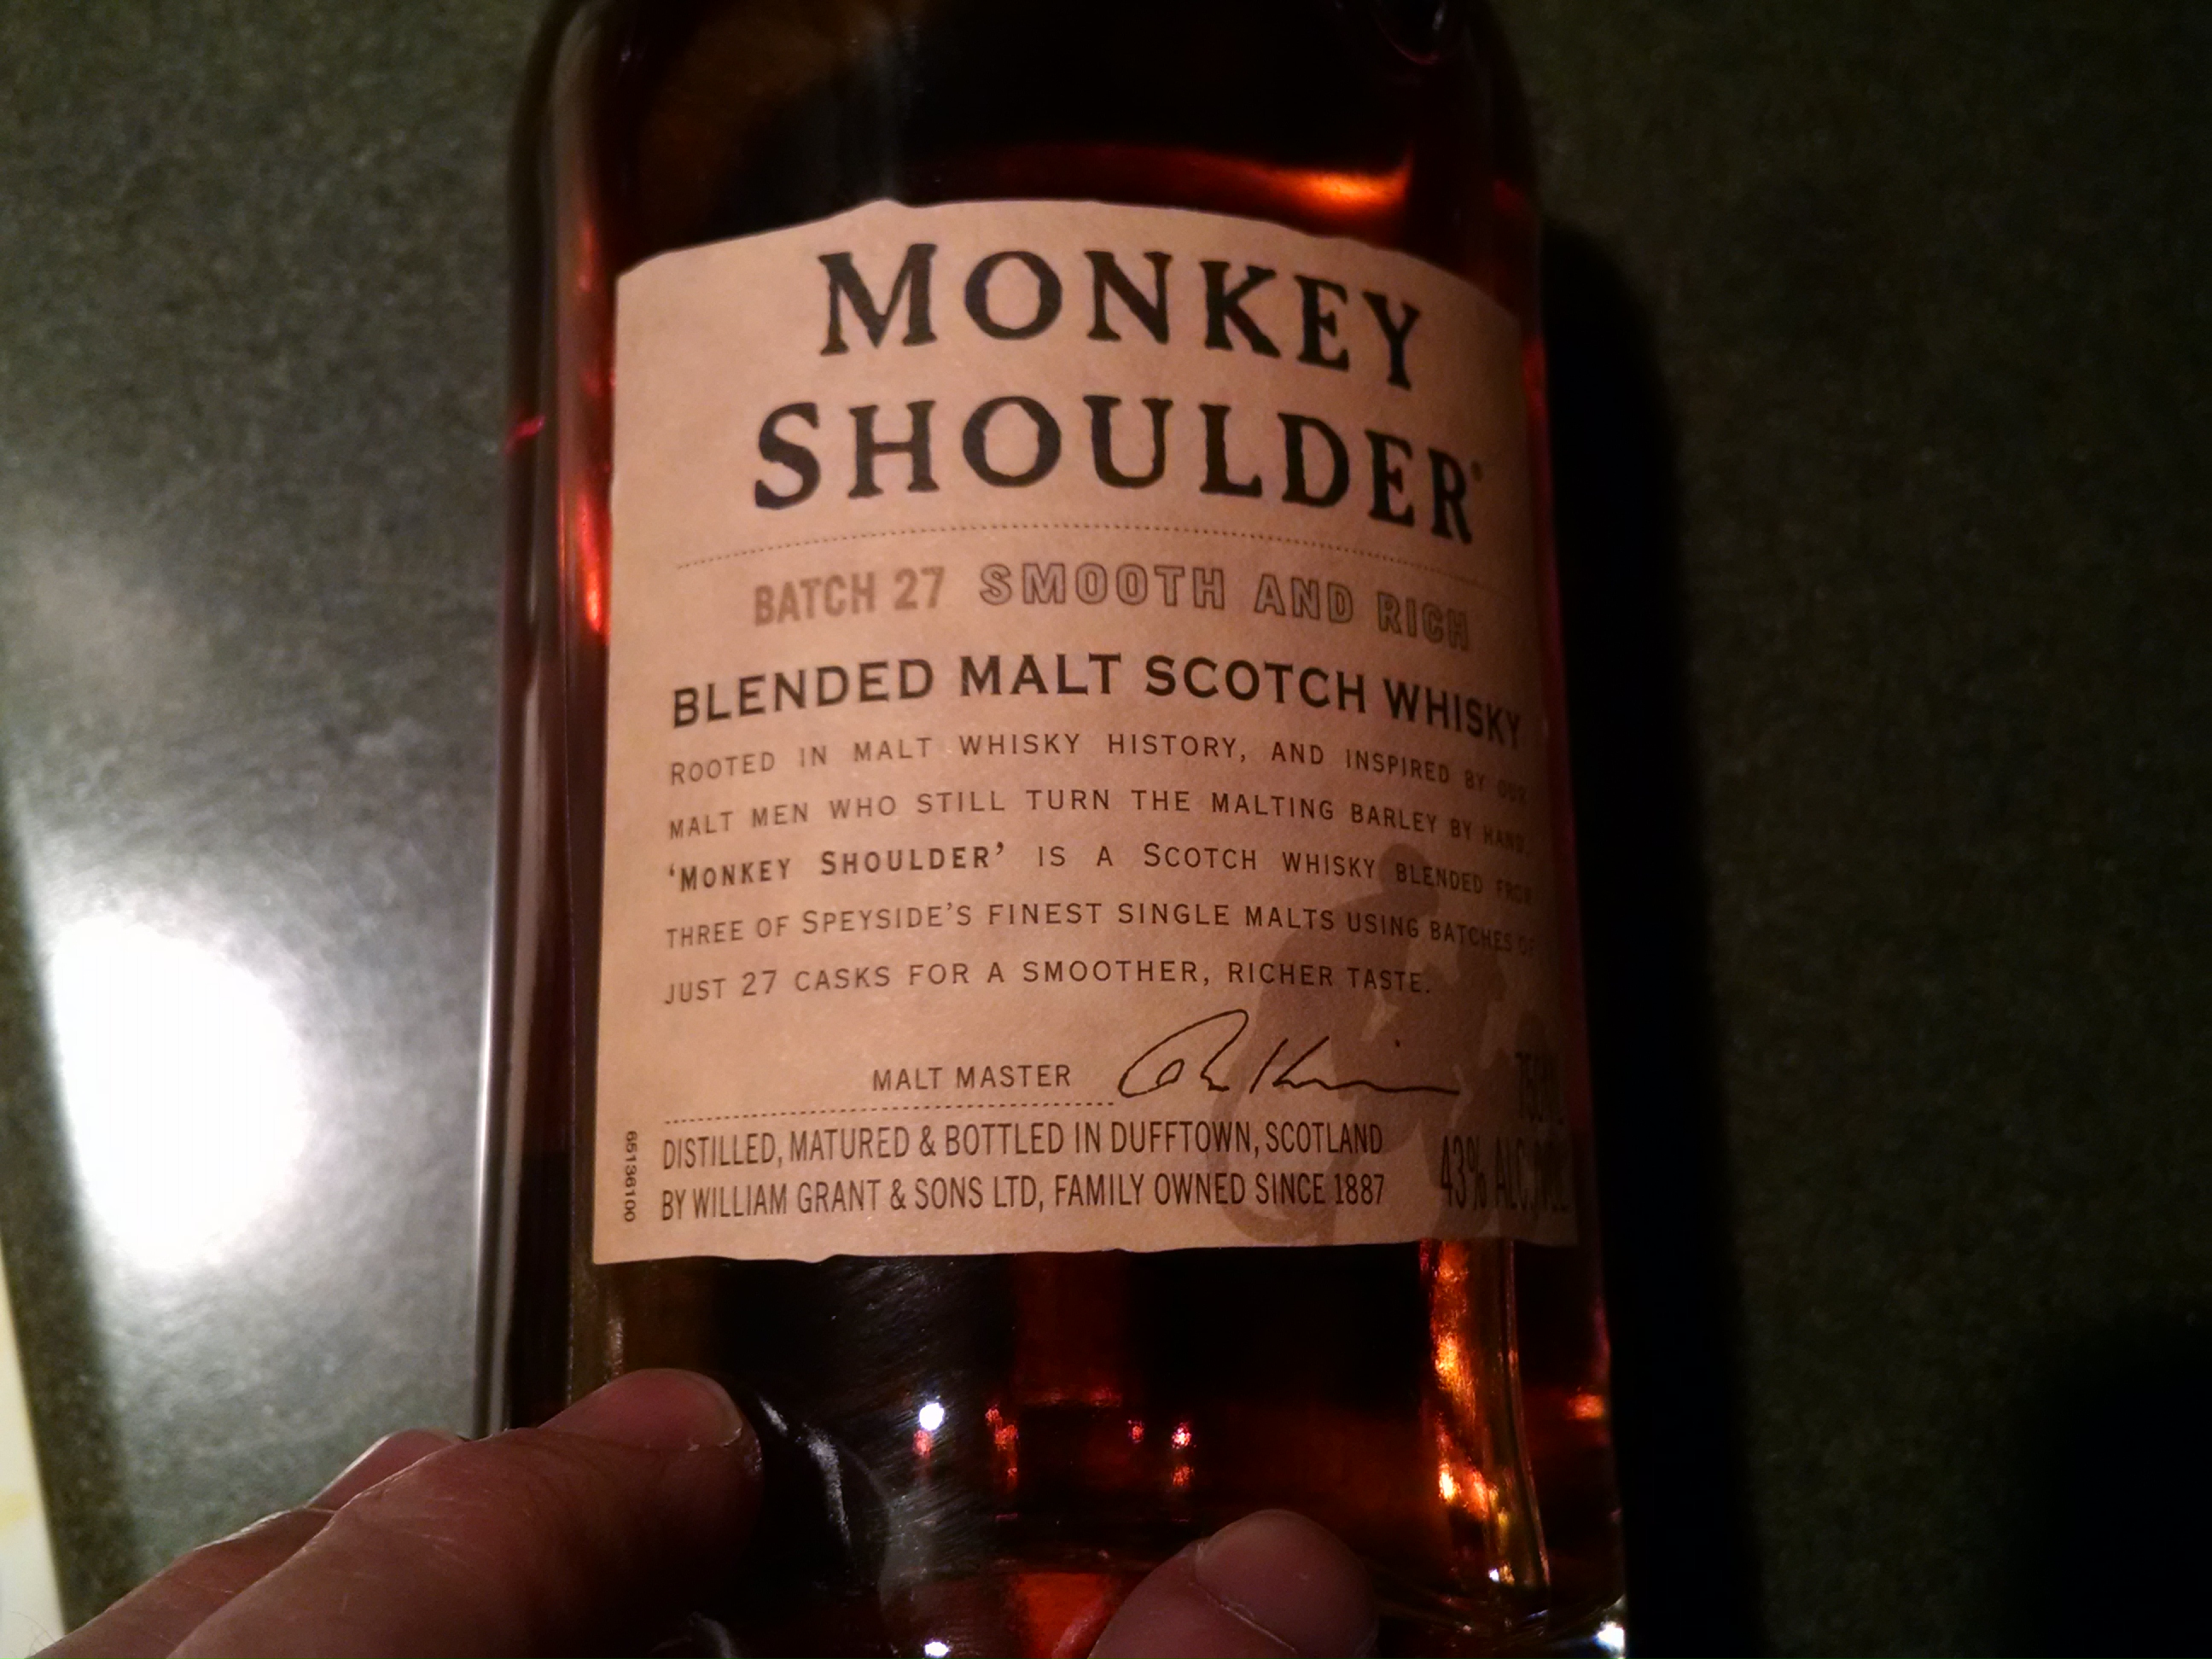 MONKEY
SHOULDER®
BATCH 27 SMOOTH AND RICH
BLENDED MALT SCOTCH WHISKY
ROOTED IN MALT WHISKY HISTORY, AND INSPIRED BY OUR
MALT MEN WHO STILL TURN THE MALTING BARLEY BY HAND.
‘MONKEY SHOULDER’ IS A SCOTCH WHISKY BLENDED FROM
THREE OF SPEYSIDE’S FINEST SINGLE MALTS USING BATCHES OF
JUST 27 CASKS FOR A SMOOTHER, RICHER TASTE.
MALT MASTER
DISTILLED, MATURED & BOTTLED IN DUFFTOWN, SCOTLAND
BY WILLIAM GRANT & SONS LTD, FAMILY OWNED SINCE 1887
43% ALC./VOL.
65136100